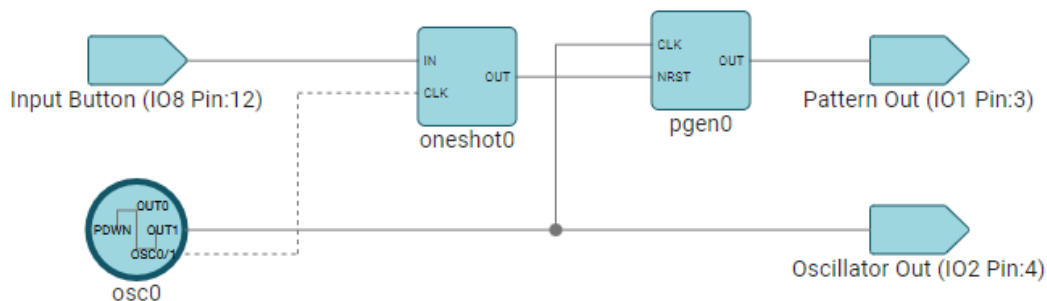 IN
OUT
CLK
oneshot0
CLK
OUT
NRST
pgen0
Input Button (IO8 Pin:12)
Pattern Out (IO1 Pin:3)
OUT0
PDWN
OUT1
OSC0/1
osc0
Oscillator Out (IO2 Pin:4)